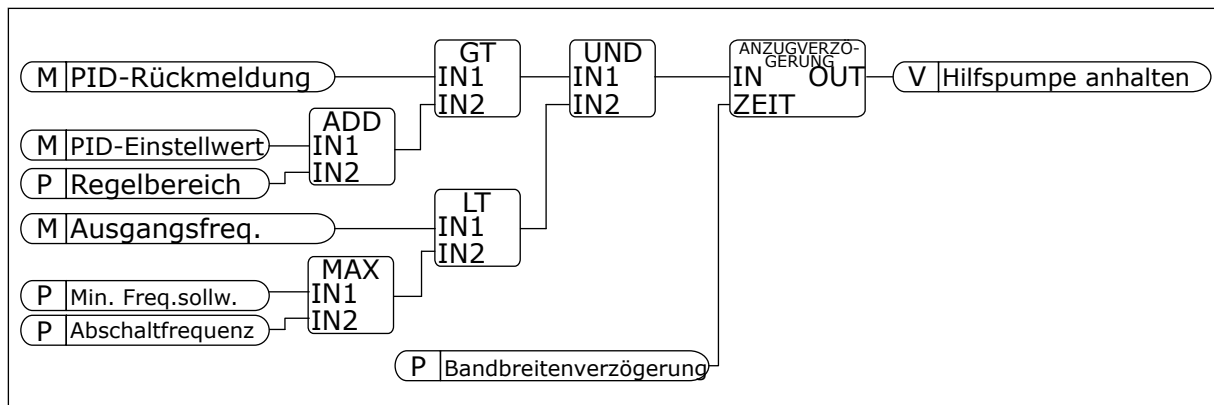 GT
UND
ANZUGVERZÖ-
GERUNG
M PID-Rückmeldung
IN1
IN2
IN1
IN2
IN OUT
ZEIT
V Hilfspumpe anhalten
ADD
M PID-Einstellwert
IN1
IN2
P Regelbereich
LT
M Ausgangsfreq.
IN1
IN2
MAX
P Min. Freq.sollw.
IN1
IN2
P Abschaltfrequenz
P Bandbreitenverzögerung